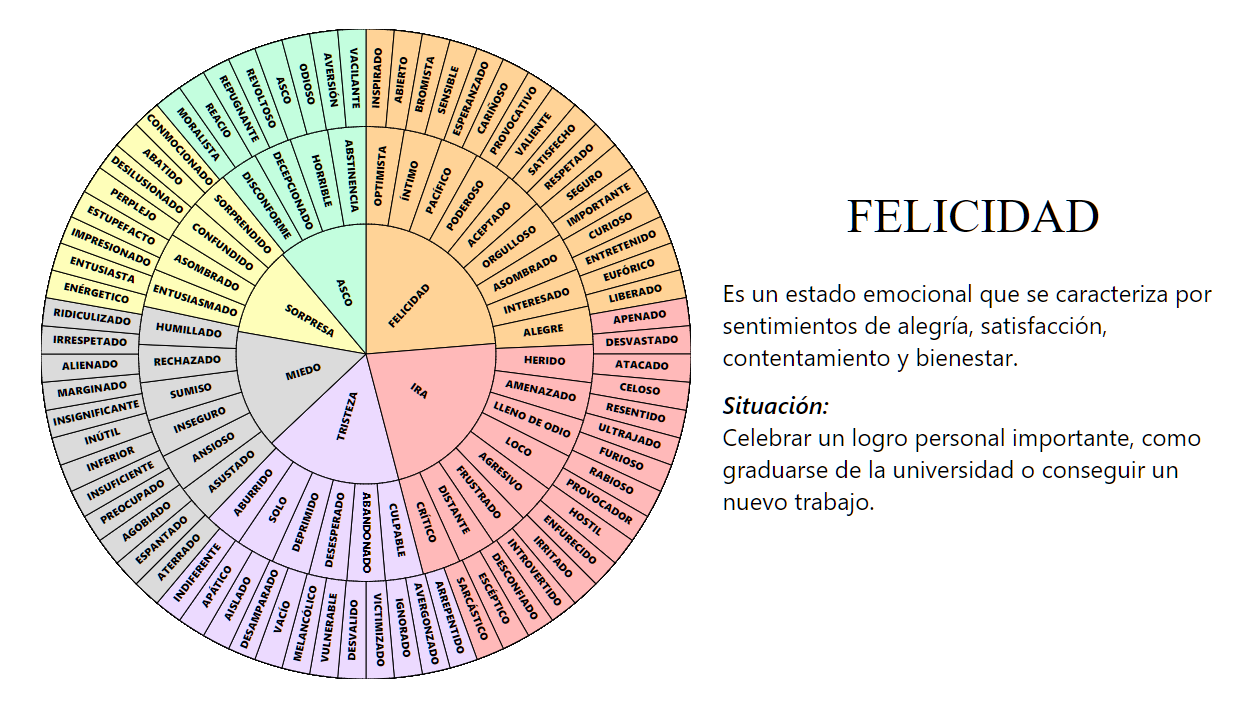 FELICIDAD
IRA
TRISTEZA
MIEDO
SORPRESA
ASCO
OPTIMISTA
ÍNTIMO
PACÍFICO
PODEROSO
ACEPTADO
ORGULLOSO
ASOMBRADO
INTERESADO
ALEGRE
HERIDO
AMENAZADO
LLENO DE ODIO
LOCO
AGRESIVO
FRUSTRADO
DISTANTE
CRÍTICO
CULPABLE
ABANDONADO
DESESPERADO
DEPRIMIDO
SOLO
ABURRIDO
ASUSTADO
ANSIOSO
INSEGURO
SUMISO
RECHAZADO
HUMILLADO
ENTUSIASMADO
ASOMBRADO
CONFUNDIDO
SORPRENDIDO
DISCONFORME
DECEPCIONADO
HORRIBLE
ABSTINENCIA
INSPIRADO
ABIERTO
BROMISTA
SENSIBLE
ESPERANZADO
CARIÑOSO
PROVOCATIVO
VALIENTE
SATISFECHO
RESPETADO
SEGURO
IMPORTANTE
CURIOSO
ENTRETENIDO
EUFÓRICO
LIBERADO
APENADO
DESVASTADO
ATACADO
CELOSO
RESENTIDO
ULTRAJADO
FURIOSO
RABIOSO
PROVOCADOR
HOSTIL
ENFURECIDO
IRRITADO
INTROVERTIDO
DESCONFIADO
ESCÉPTICO
SARCÁSTICO
ARREPENTIDO
AVERGONZADO
IGNORADO
VICTIMIZADO
DESVALIDO
VULNERABLE
MELANCÓLICO
VACÍO
DESAMPARADO
AISLADO
APÁTICO
INDIFERENTE
ATERRADO
ESPANTADO
AGOBIADO
PREOCUPADO
INSUFICIENTE
INFERIOR
INÚTIL
INSIGNIFICANTE
MARGINADO
ALIENADO
IRRESPETADO
RIDICULIZADO
ENÉRGETICO
ENTUSIASTA
IMPRESIONADO
ESTUPEFACTO
PERPLEJO
DESILUSIONADO
ABATIDO
CONMOCIONADO
MORALISTA
REACIO
REPUGNANTE
REVOLTOSO
ASCO
ODIOSO
AVERSIÓN
VACILANTE
FELICIDAD
Es un estado emocional que se caracteriza por
sentimientos de alegría, satisfacción,
contentamiento y bienestar.
Situación:
Celebrar un logro personal importante, como
graduarse de la universidad o conseguir un
nuevo trabajo.